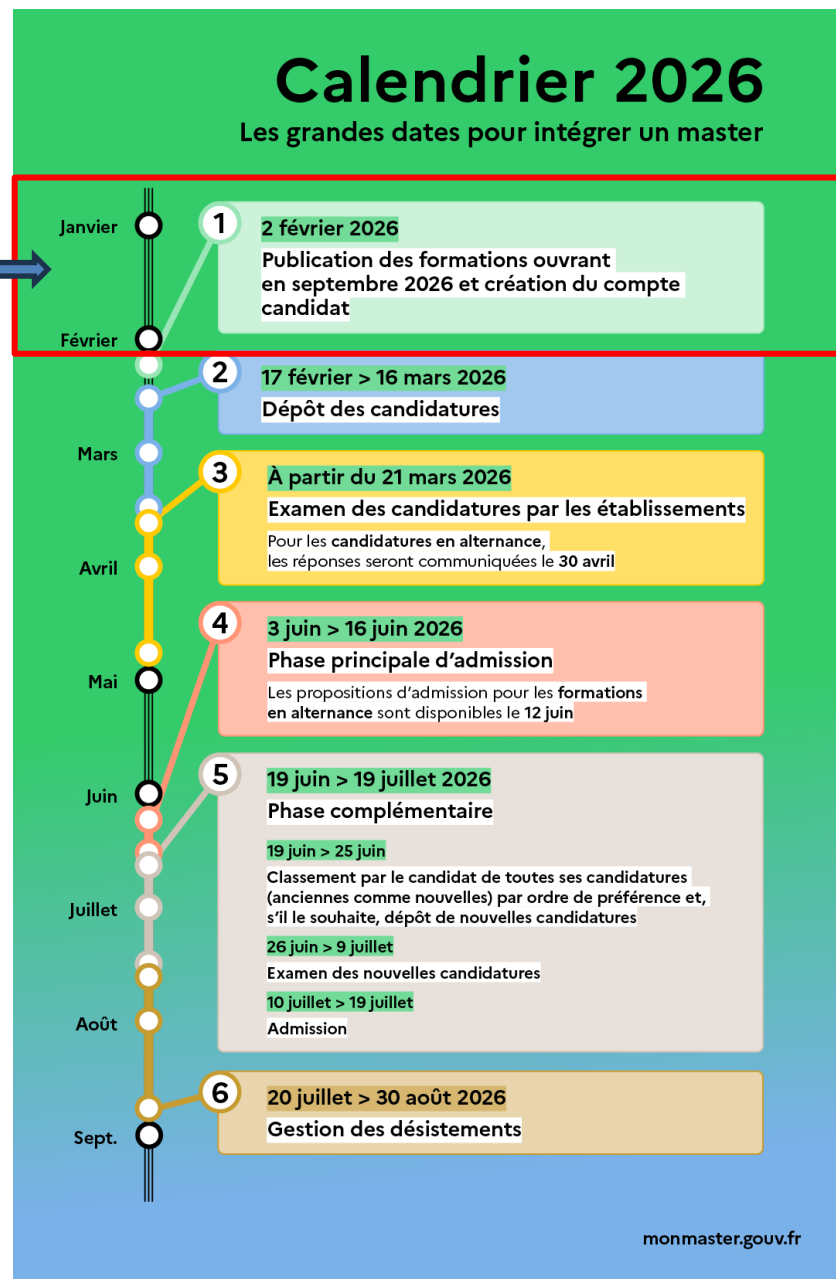 Calendrier 2026
Les grandes dates pour intégrer un master
Janvier
1
2 février 2026
Publication des formations ouvrant
en septembre 2026 et création du compte
candidat
Février
2
17 février > 16 mars 2026
Dépôt des candidatures
Mars
3
À partir du 21 mars 2026
Examen des candidatures par les établissements
Pour les candidatures en alternance,
les réponses seront communiquées le 30 avril
Avril
4
3 juin > 16 juin 2026
Phase principale d'admission
Les propositions d'admission pour les formations
en alternance sont disponibles le 12 juin
Mai
5
19 juin > 19 juillet 2026
Phase complémentaire
Juin
19 juin > 25 juin
Classement par le candidat de toutes ses candidatures
(anciennes comme nouvelles) par ordre de préférence et,
s'il le souhaite, dépôt de nouvelles candidatures
Juillet
26 juin > 9 juillet
Examen des nouvelles candidatures
10 juillet > 19 juillet
Admission
Août
6
20 juillet > 30 août 2026
Gestion des désistements
Sept.
monmaster.gouv.fr